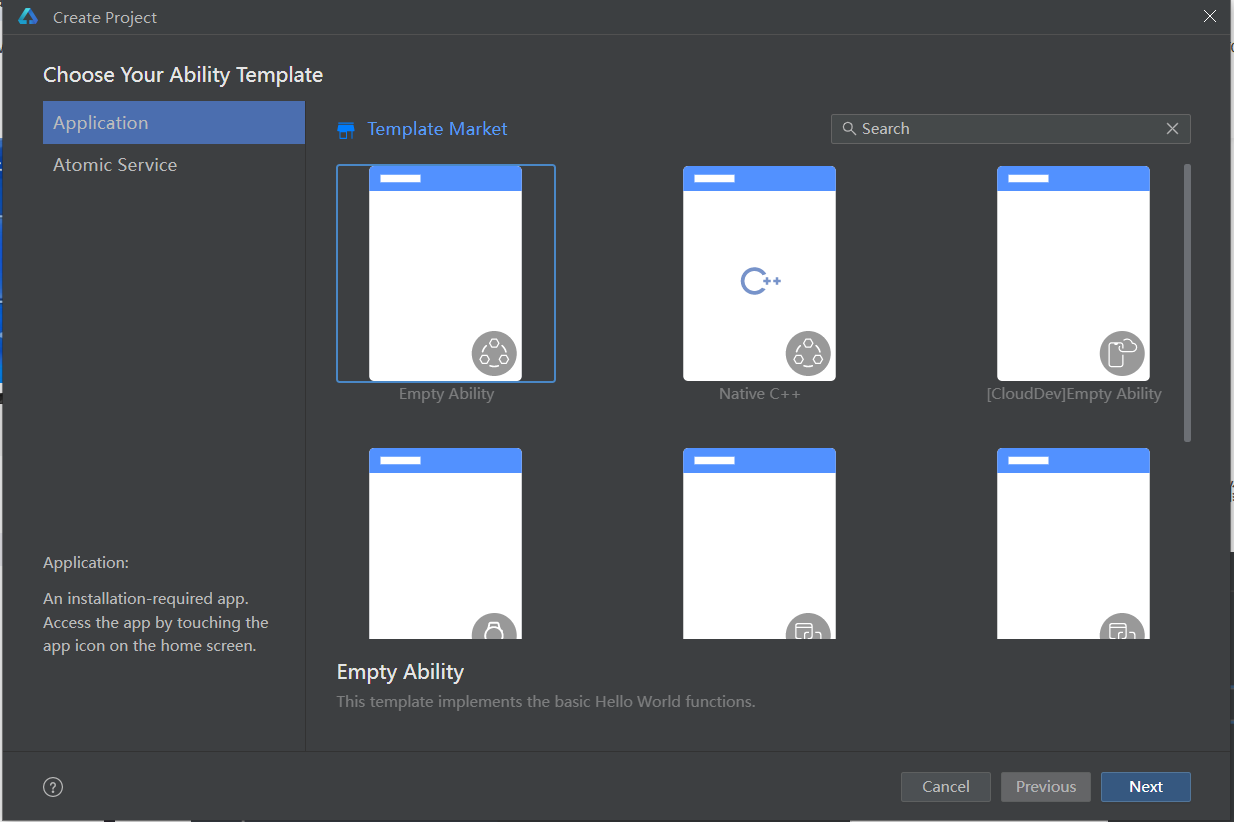 Create Project
Choose Your Ability Template
Application
Atomic Service
Template Market
Search
C++
Empty Ability
Native C++
[CloudDev]Empty Ability
Application:
An installation-required app.
Access the app by touching the
app icon on the home screen.
Empty Ability
This template implements the basic Hello World functions.
?
Cancel
Previous
Next